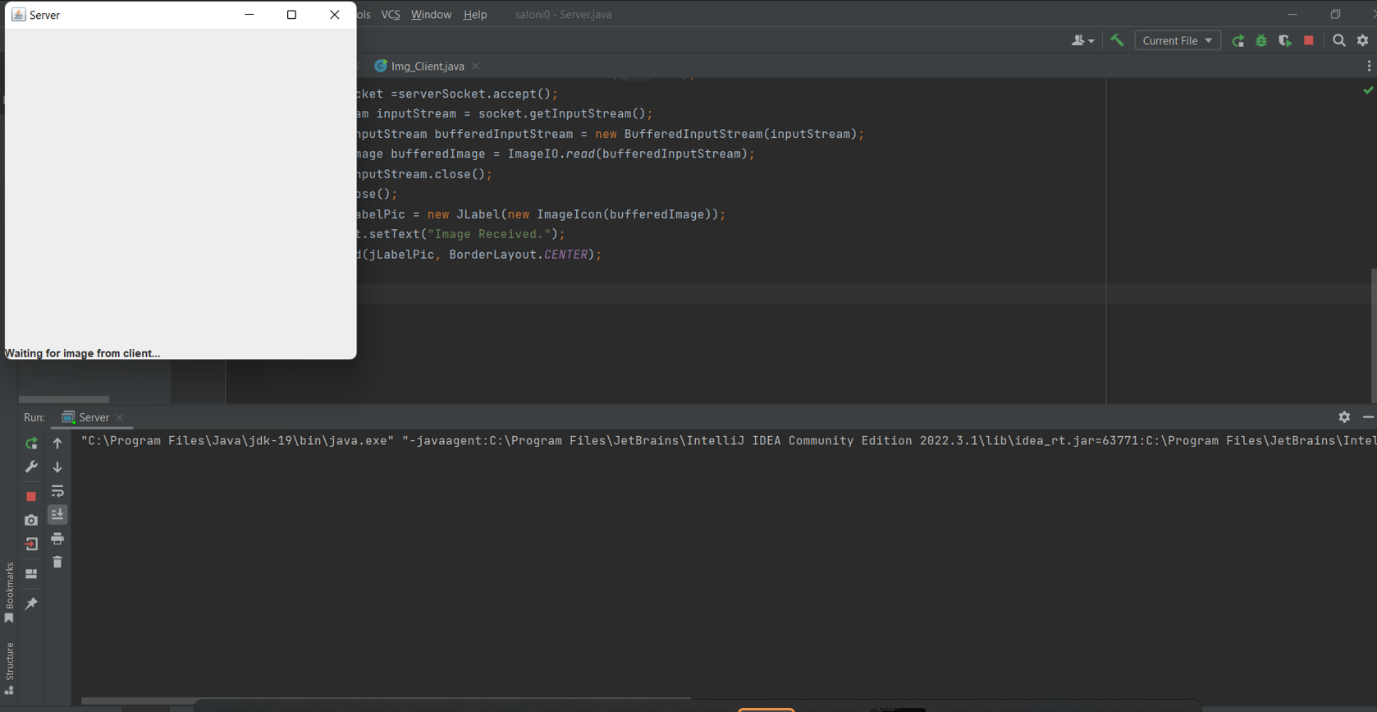 Server
ols VCS Window Help saloni0 - Server.java
Current File
Img_Client.java
cket =serverSocket.accept();
am inputStream = socket.getInputStream();
nputStream bufferedInputStream = new BufferedInputStream(inputStream);
mage bufferedImage = ImageIO.read(bufferedInputStream);
nputStream.close();
ose();
abelPic = new JLabel(new ImageIcon(bufferedImage));
t.setText("Image Received.");
d(jLabelPic, BorderLayout.CENTER);
Waiting for image from client...
Run: Server
"C:\Program Files\Java\jdk-19\bin\java.exe" "-javaagent:C:\Program Files\JetBrains\IntelliJ IDEA Community Edition 2022.3.1\lib\idea_rt.jar=63771:C:\Program Files\JetBrains\Intel
Bookmarks
Structure